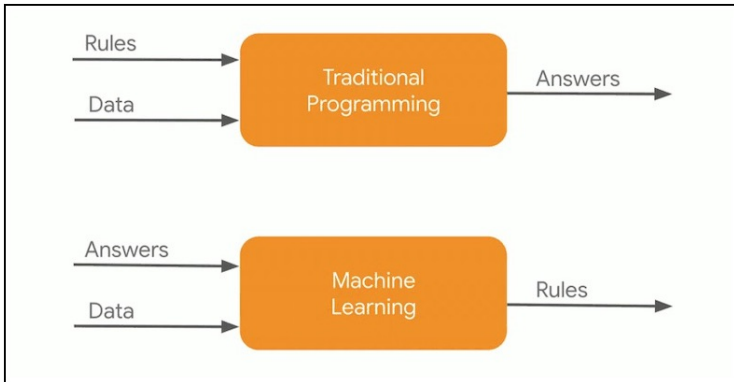 Rules
Data
Traditional
Programming
Answers
Answers
Data
Machine
Learning
Rules